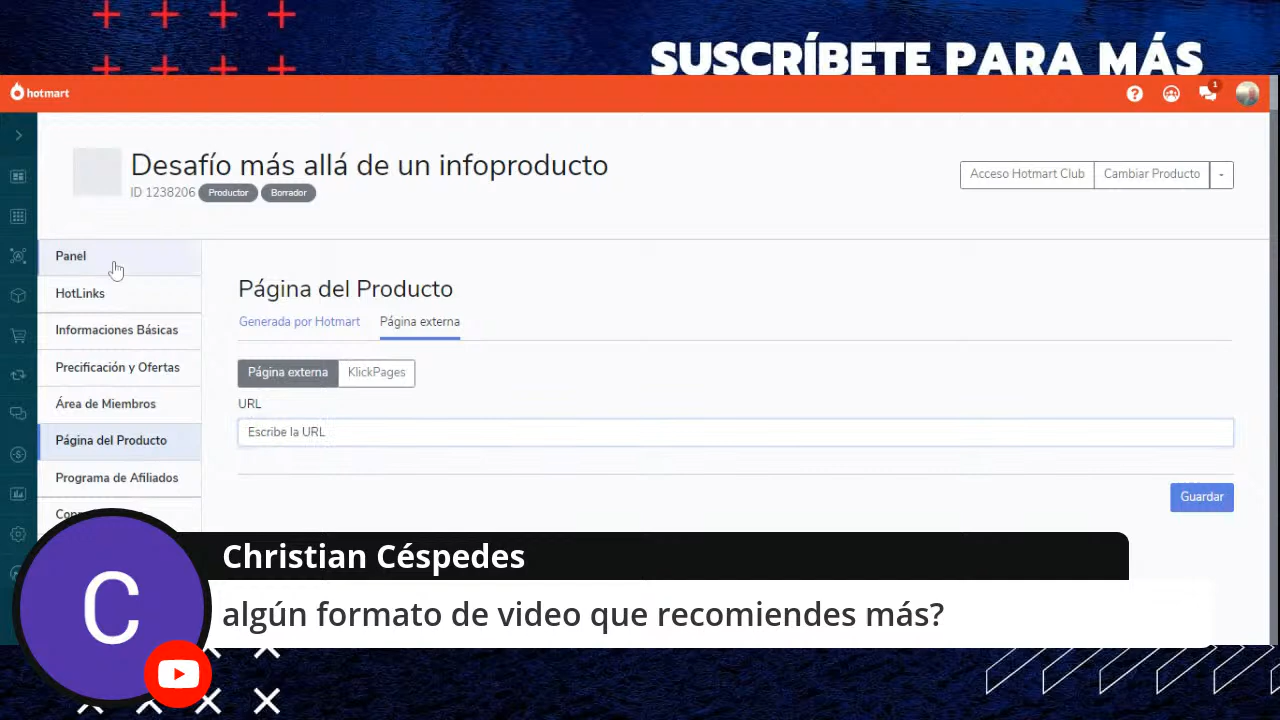 SUSCRÍBETE PARA MÁS
hotmart
1
Desafío más allá de un infoproducto
ID 1238206 Productor Borrador
Acceso Hotmart Club Cambiar Producto
Panel
HotLinks
Informaciones Básicas
Precificación y Ofertas
Área de Miembros
Página del Producto
Programa de Afiliados
Página del Producto
Generada por Hotmart Página externa
Página externa KlickPages
URL
Escribe la URL
Guardar
C
Christian Céspedes
algún formato de video que recomiendes más?